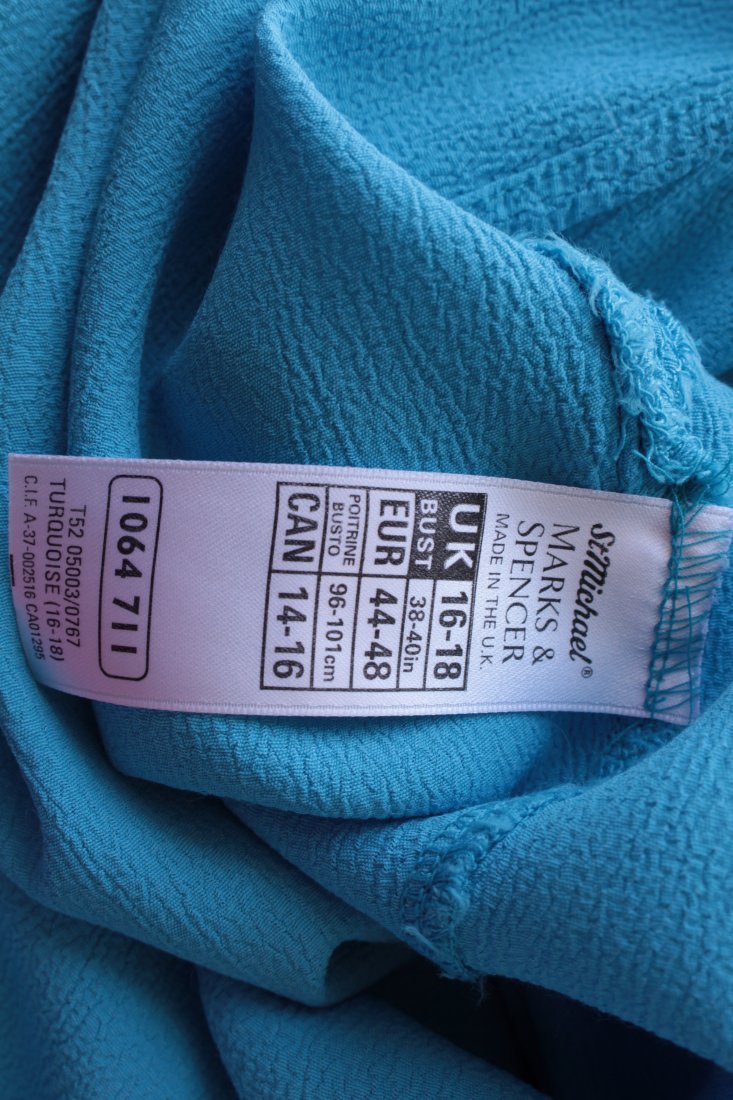 St.Michael®
MARKS &
SPENCER
MADE IN THE U.K.
UK 16-18
BUST 38-40in
EUR 44-48
POITRINE
BUSTO 96-101cm
CAN 14-16
1064 711
T52 05003/0767
TURQUOISE (16-18)
C.I.F. A-37-002516 CA01295